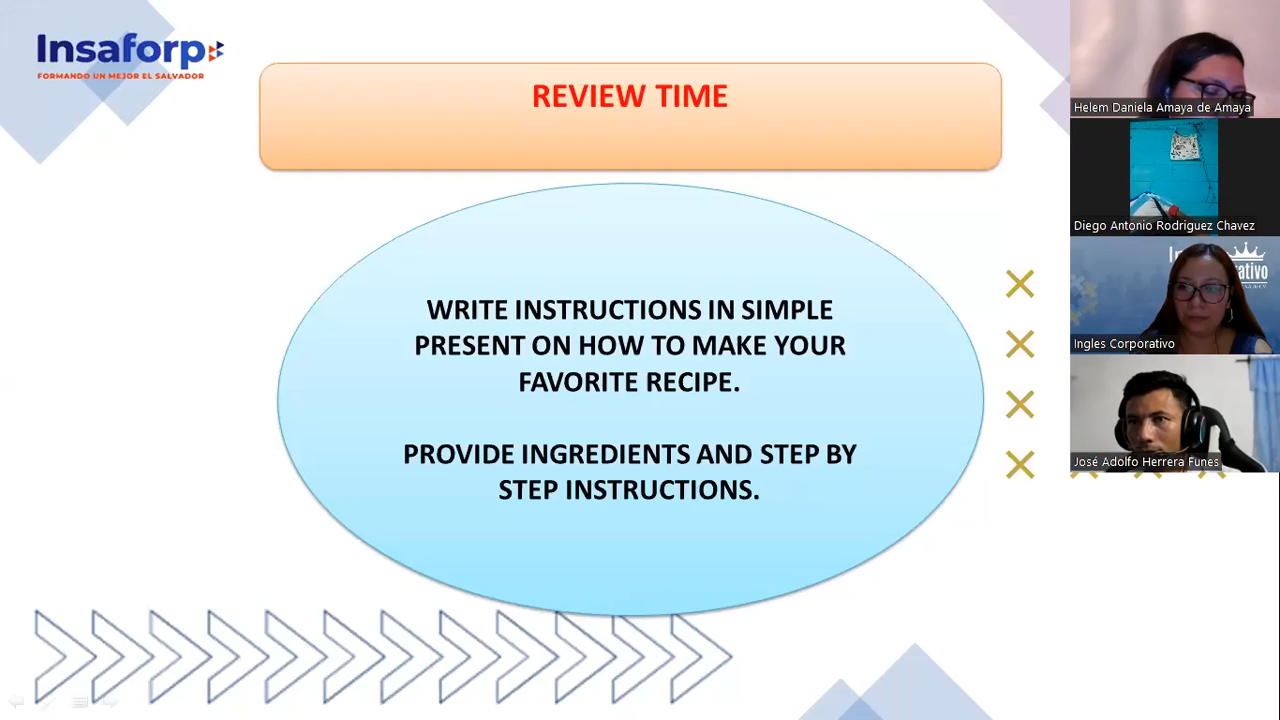 Insaforp
FORMANDO UN MEJOR EL SALVADOR
REVIEW TIME
WRITE INSTRUCTIONS IN SIMPLE
PRESENT ON HOW TO MAKE YOUR
FAVORITE RECIPE.
PROVIDE INGREDIENTS AND STEP BY
STEP INSTRUCTIONS.
Helem Daniela Amaya de Amaya
Diego Antonio Rodriguez Chavez
Ingles Corporativo
José Adolfo Herrera Funes